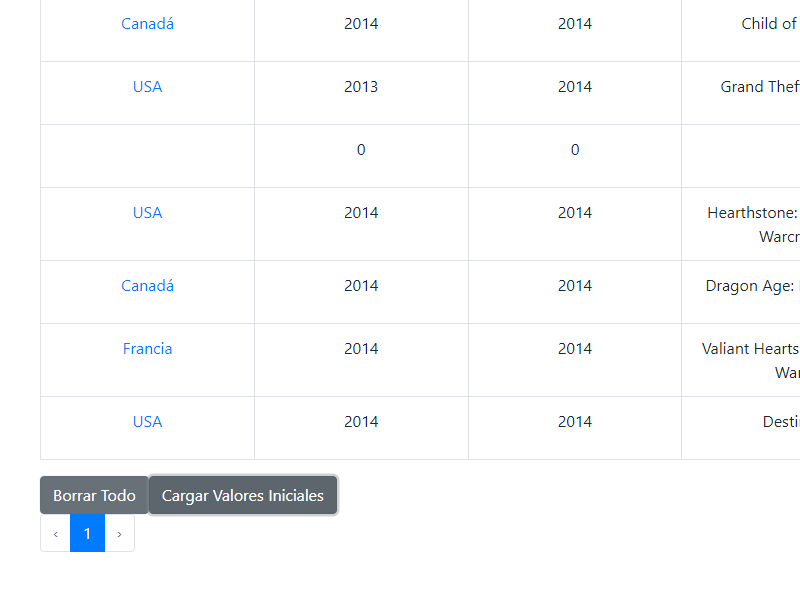 Canadá 2014 2014 Child of
USA 2013 2014 Grand Thef
0 0
USA 2014 2014 Hearthstone:
Warcr
Canadá 2014 2014 Dragon Age:
Francia 2014 2014 Valiant Hearts
War
USA 2014 2014 Desti
Borrar Todo Cargar Valores Iniciales
‹ 1 ›